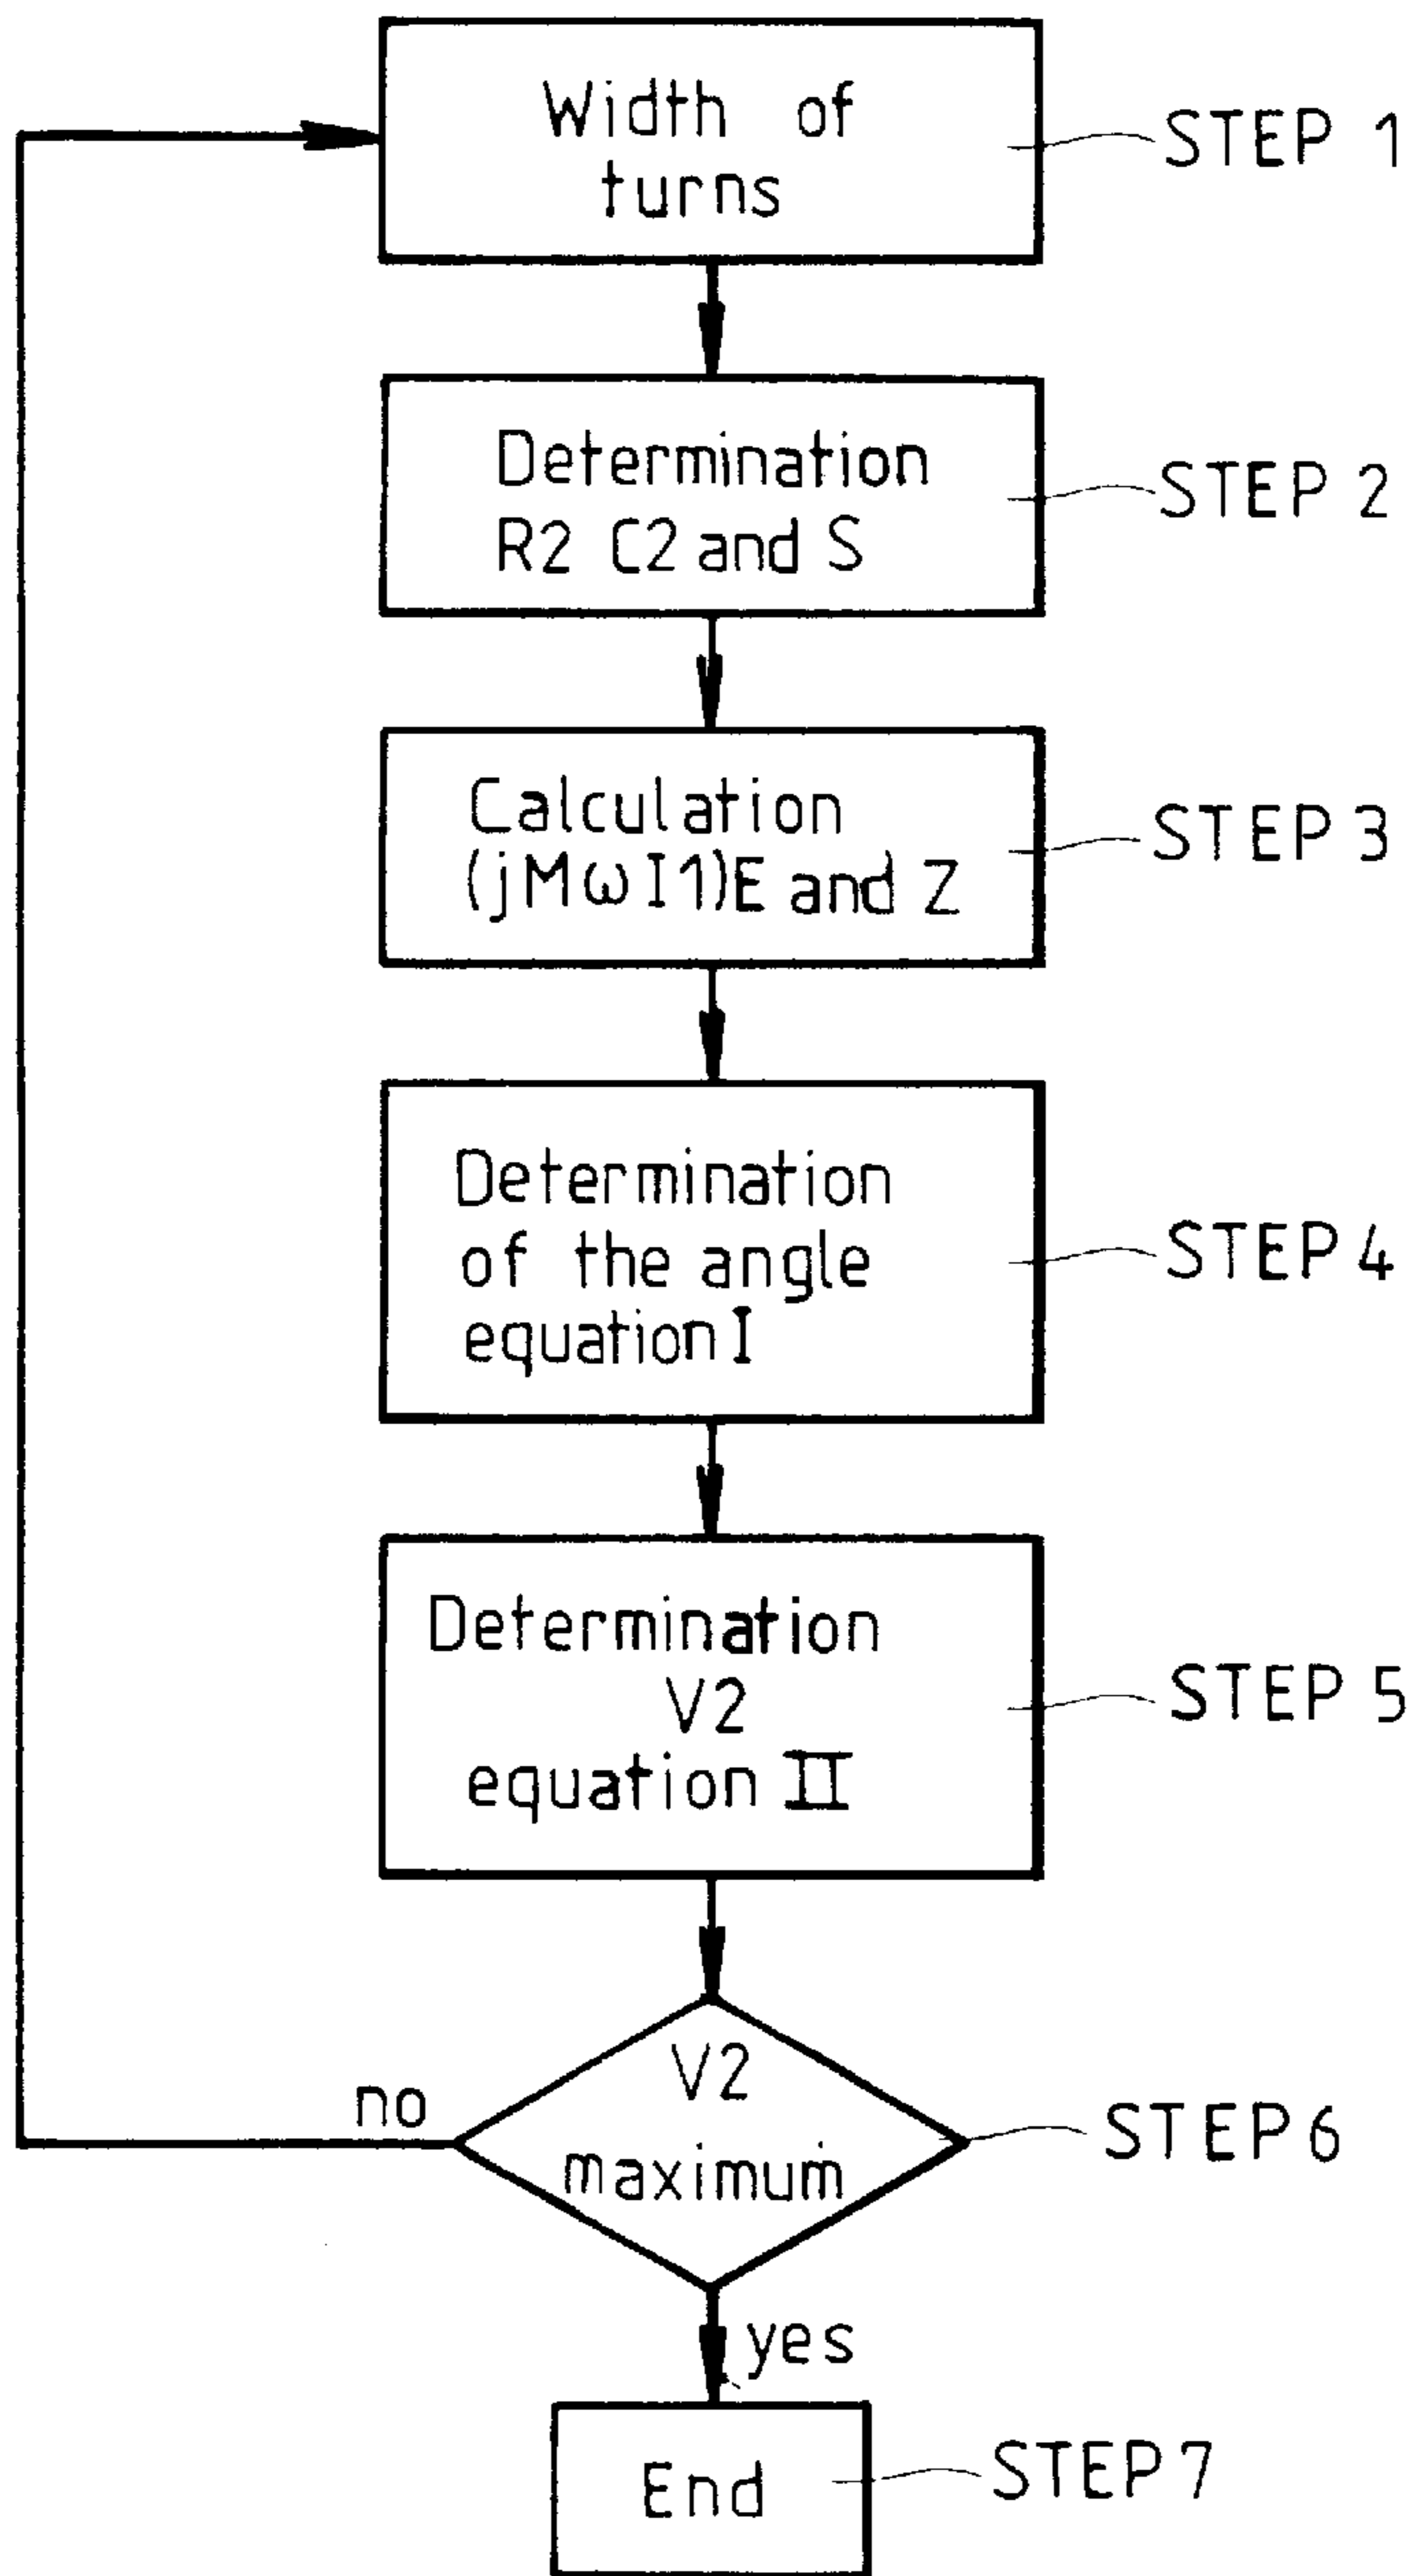 Width of
turns
STEP 1
Determination
R2 C2 and S
STEP 2
Calculation
(jMωI1)E and Z
STEP 3
Determination
of the angle
equation I
STEP 4
Determination
V2
equation II
STEP 5
V2
maximum
STEP 6
no
yes
End
STEP 7